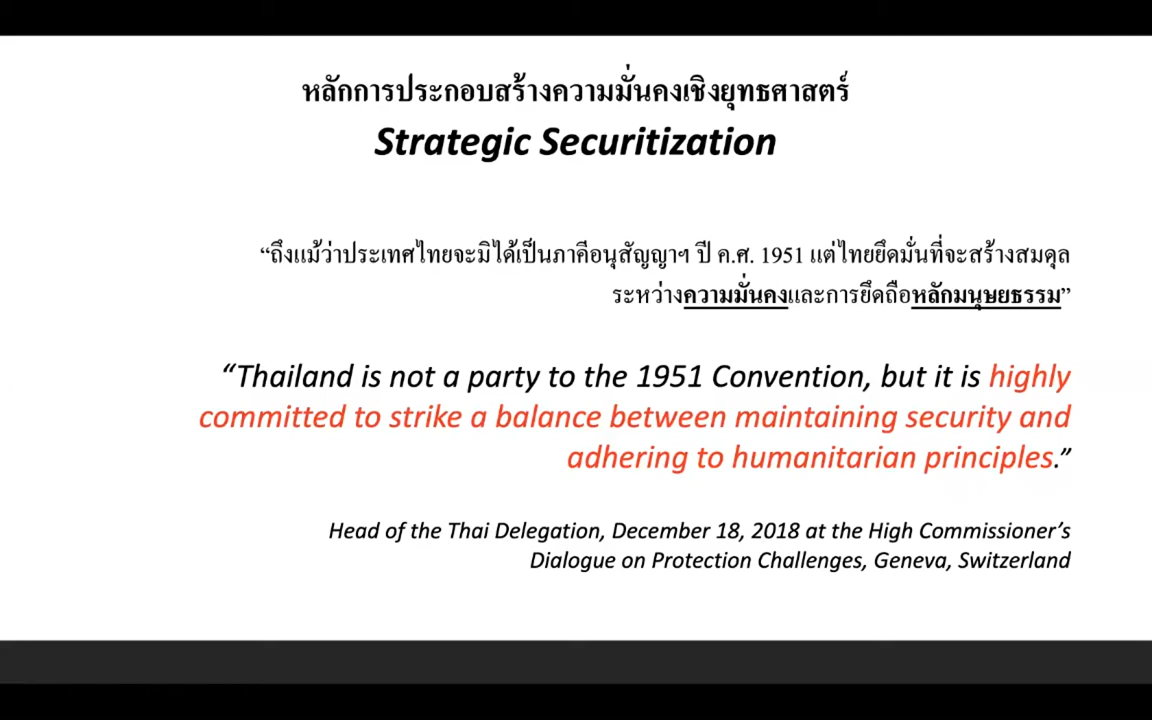 หลักการประกอบสร้างความมั่นคงเชิงยุทธศาสตร์
Strategic Securitization
“ถึงแม้ว่าประเทศไทยจะมิได้เป็นภาคีอนุสัญญาฯ ปี ค.ศ. 1951 แต่ไทยยึดมั่นที่จะสร้างสมดุล
ระหว่างความมั่นคงและการยึดถือหลักมนุษยธรรม”
“Thailand is not a party to the 1951 Convention, but it is highly
committed to strike a balance between maintaining security and
adhering to humanitarian principles.”
Head of the Thai Delegation, December 18, 2018 at the High Commissioner’s
Dialogue on Protection Challenges, Geneva, Switzerland